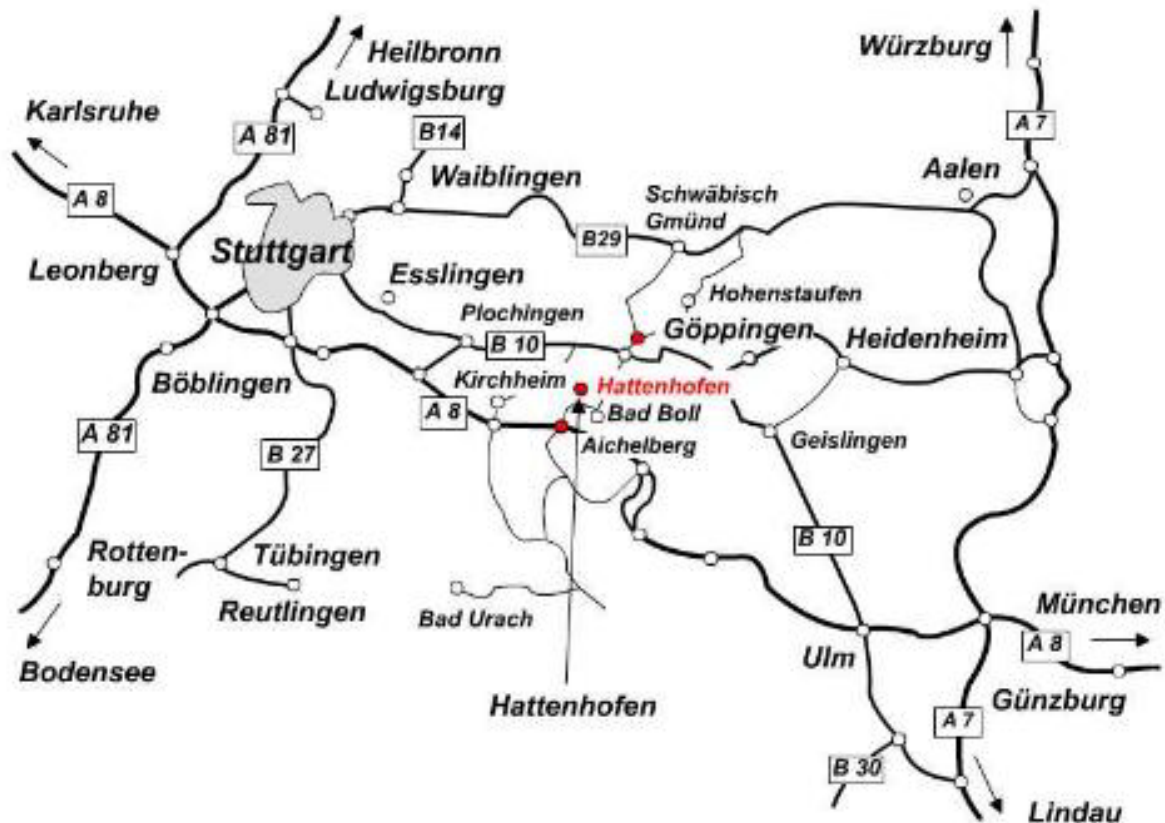 Heilbronn
Würzburg
Ludwigsburg
Karlsruhe
A 81
B14
A 7
Waiblingen
Aalen
A 8
Schwäbisch
Gmünd
B29
Stuttgart
Leonberg
Esslingen
Hohenstaufen
Plochingen
Göppingen
B 10
Heidenheim
Böblingen
Kirchheim
Hattenhofen
A 8
Bad Boll
A 81
Aichelberg
Geislingen
B 27
B 10
Rotten-
burg
Tübingen
Reutlingen
Bad Urach
München
A 8
Ulm
Bodensee
Hattenhofen
Günzburg
A 7
B 30
Lindau